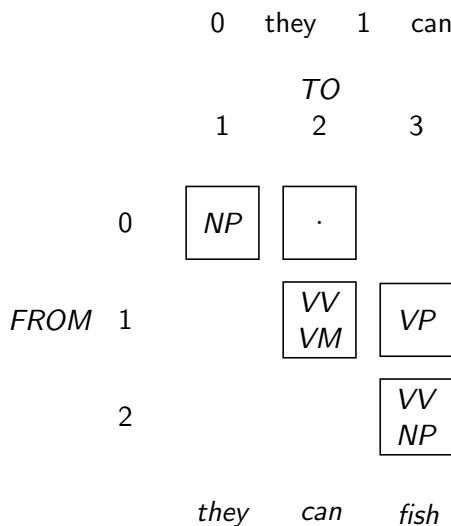 0 they 1 can
TO
1 2 3
0 NP .
VV
FROM 1 VM VP
VV
2 NP
they can fish